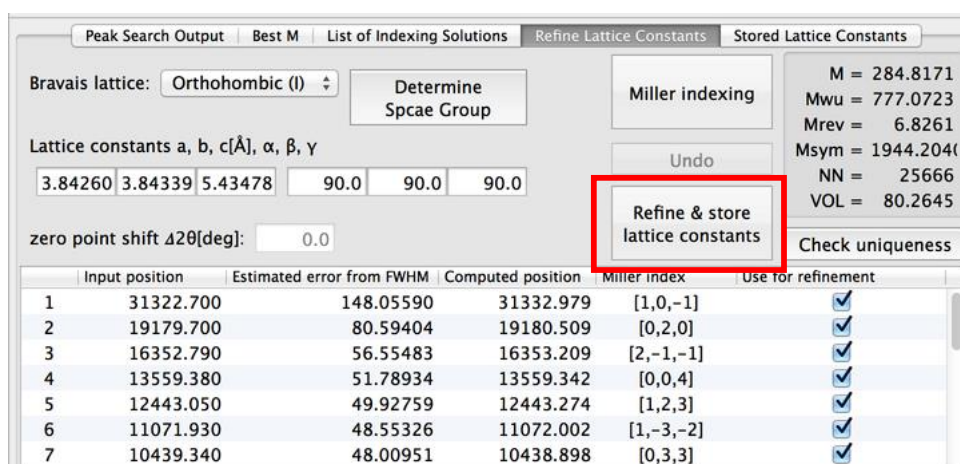 Peak Search Output Best M List of Indexing Solutions Refine Lattice Constants Stored Lattice Constants
Bravais lattice: Orthohombic (I)
Determine
Spcae Group
Miller indexing
M = 284.8171
Mwu = 777.0723
Mrev = 6.8261
Msym = 1944.204(
NN = 25666
VOL = 80.2645
Lattice constants a, b, c[Å], α, β, γ
3.84260 3.84339 5.43478 90.0 90.0 90.0
Undo
Refine & store
lattice constants
zero point shift Δ2θ[deg]: 0.0
Check uniqueness
Input position Estimated error from FWHM Computed position Miller index Use for refinement
1 31322.700 148.05590 31332.979 [1,0,-1]
2 19179.700 80.59404 19180.509 [0,2,0]
3 16352.790 56.55483 16353.209 [2,-1,-1]
4 13559.380 51.78934 13559.342 [0,0,4]
5 12443.050 49.92759 12443.274 [1,2,3]
6 11071.930 48.55326 11072.002 [1,-3,-2]
7 10439.340 48.00951 10438.898 [0,3,3]